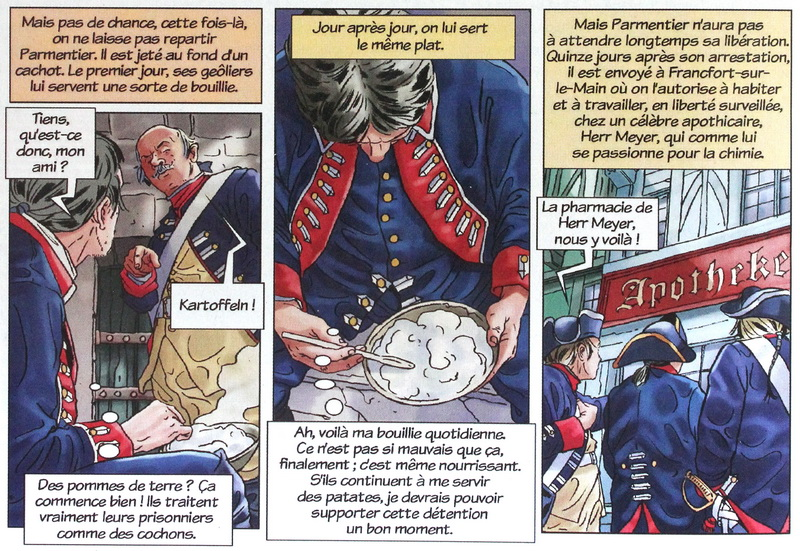 Mais pas de chance, cette fois-là,
on ne laisse pas repartir
Parmentier. Il est jeté au fond d'un
cachot. Le premier jour, ses geôliers
lui servent une sorte de bouillie.
Tiens,
qu'est-ce
donc, mon
ami ?
Kartoffeln !
Des pommes de terre ? Ça
commence bien ! Ils traitent
vraiment leurs prisonniers
comme des cochons.
Jour après jour, on lui sert
le même plat.
Ah, voilà ma bouillie quotidienne.
Ce n'est pas si mauvais que ça,
finalement ; c'est même nourrissant.
S'ils continuent à me servir
des patates, je devrais pouvoir
supporter cette détention
un bon moment.
Mais Parmentier n'aura pas
à attendre longtemps sa libération.
Quinze jours après son arrestation,
il est envoyé à Francfort-sur-
le-Main où on l'autorise à habiter
et à travailler, en liberté surveillée,
chez un célèbre apothicaire,
Herr Meyer, qui comme lui
se passionne pour la chimie.
La pharmacie de
Herr Meyer,
nous y voilà !
Apotheke